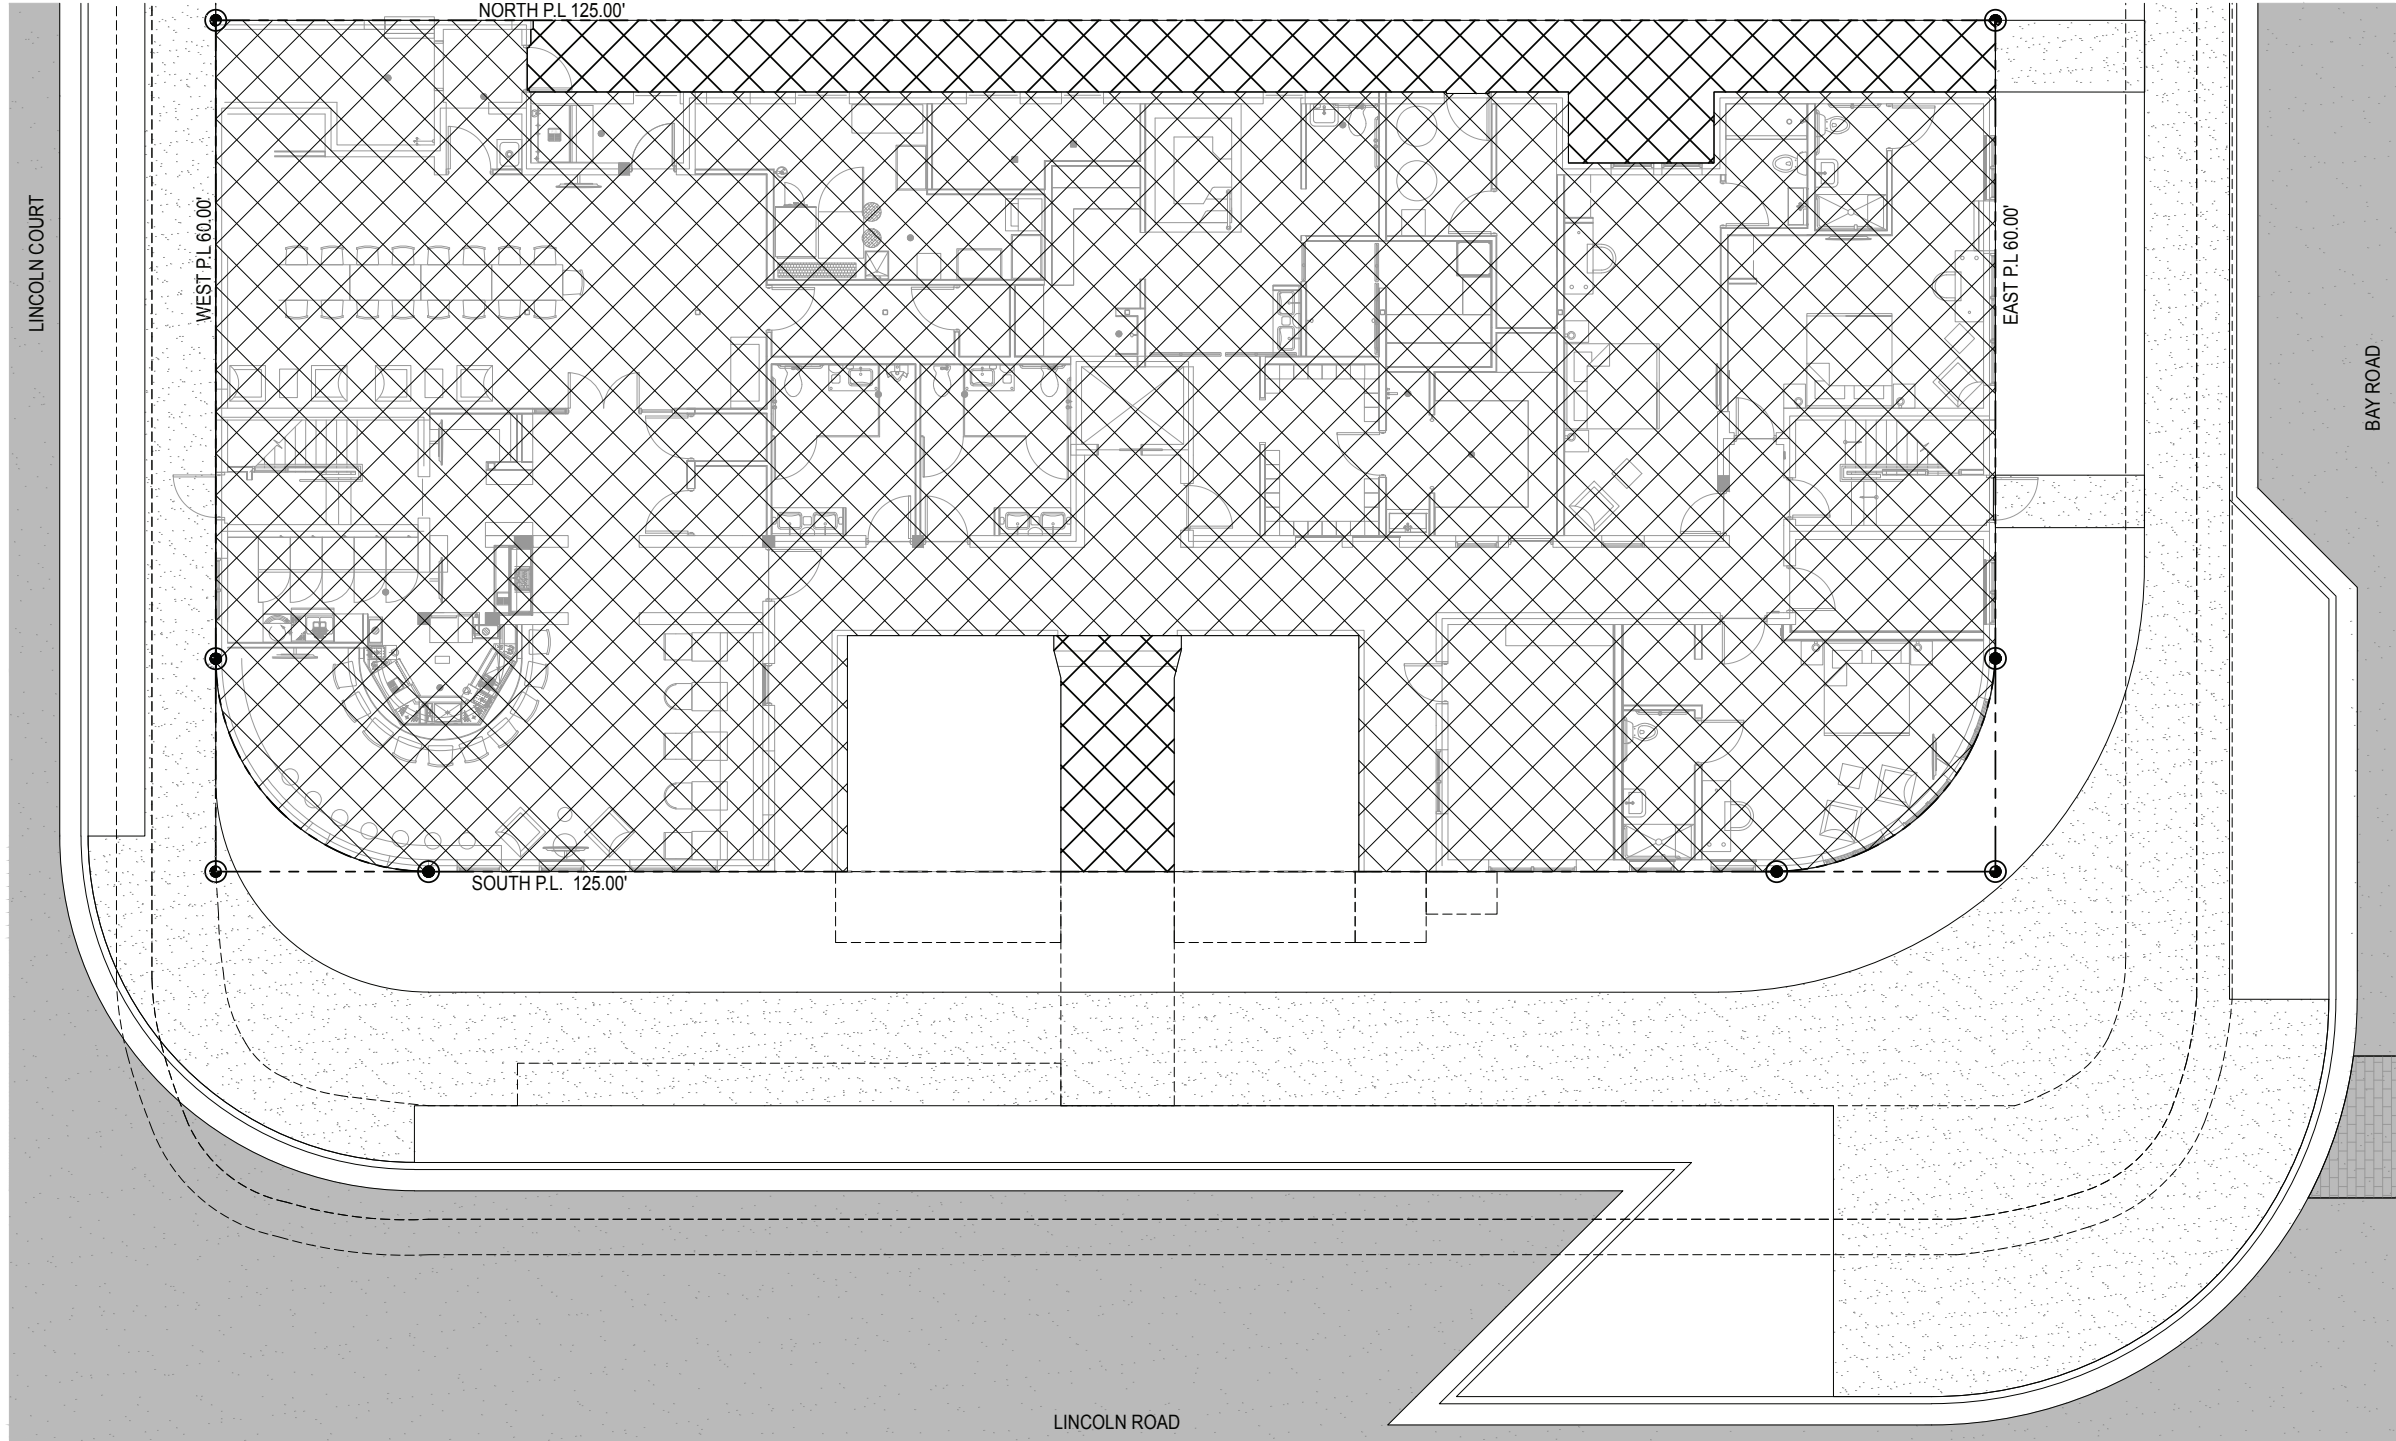 NORTH P.L 125.00'
LINCOLN COURT
WEST P.L 60.00'
EAST P.L 60.00'
BAY ROAD
SOUTH P.L. 125.00'
LINCOLN ROAD